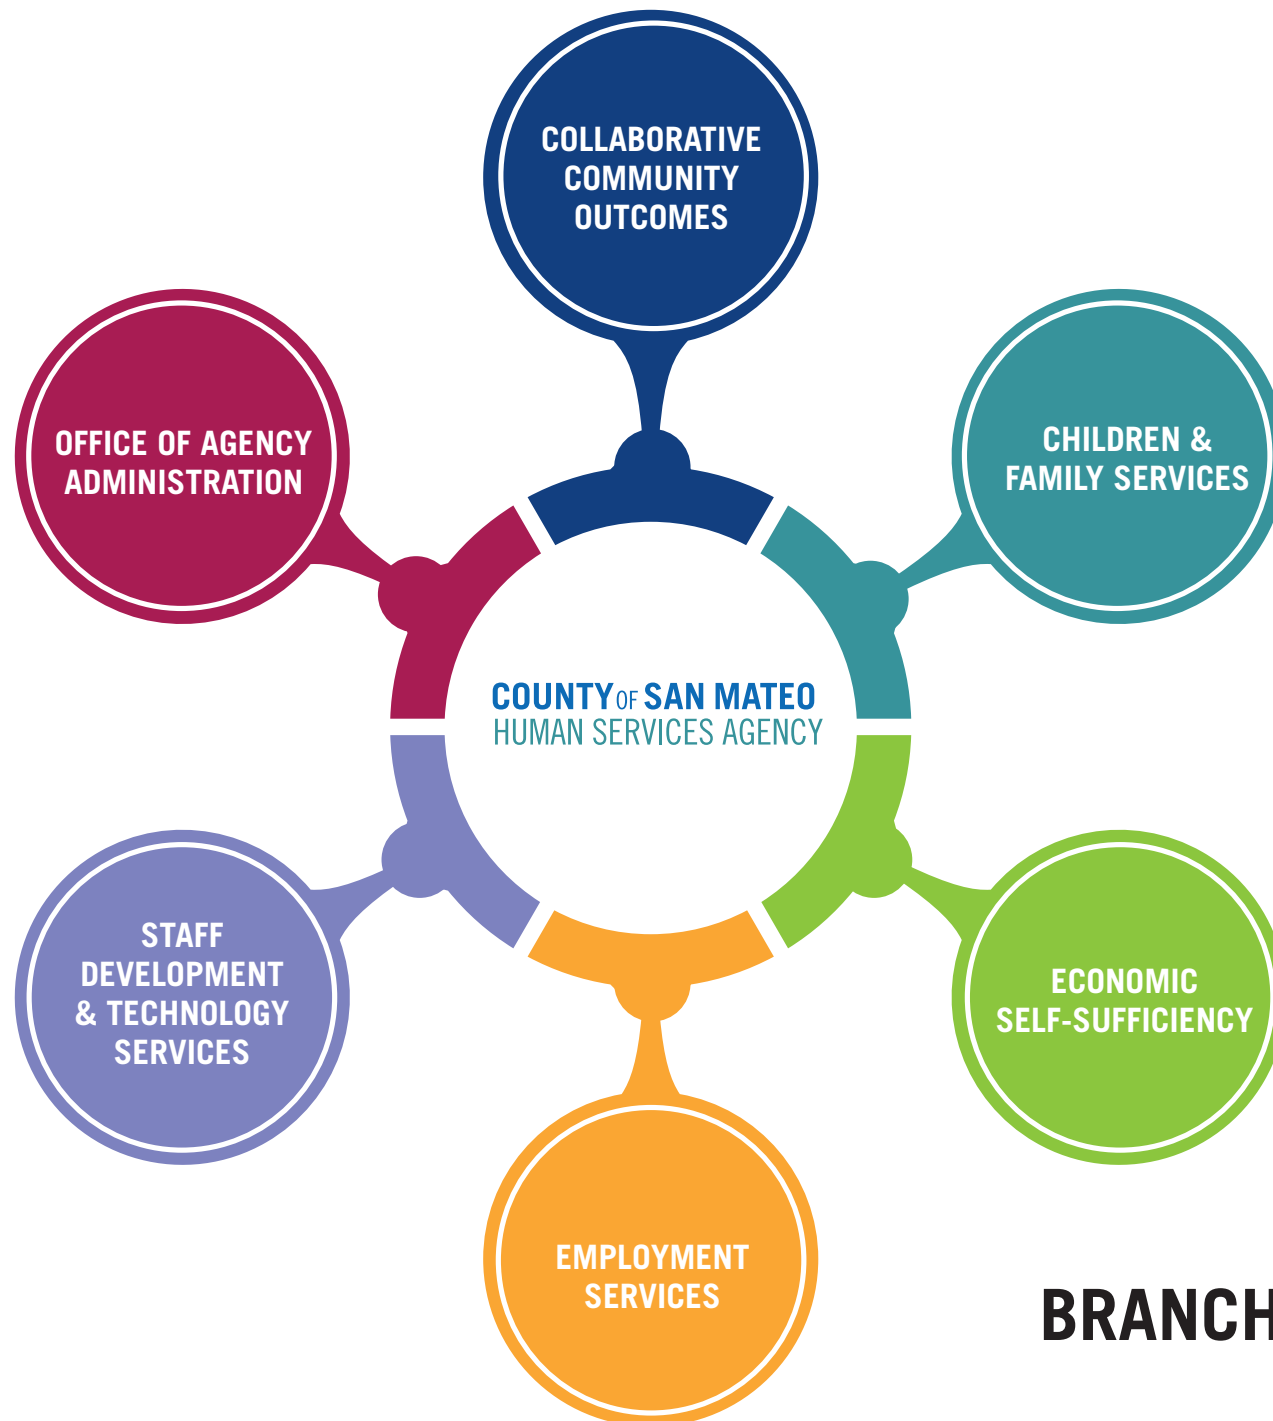 COLLABORATIVE
COMMUNITY
OUTCOMES
OFFICE OF AGENCY
ADMINISTRATION
CHILDREN &
FAMILY SERVICES
COUNTY OF SAN MATEO
HUMAN SERVICES AGENCY
STAFF
DEVELOPMENT
& TECHNOLOGY
SERVICES
ECONOMIC
SELF-SUFFICIENCY
EMPLOYMENT
SERVICES
BRANCH